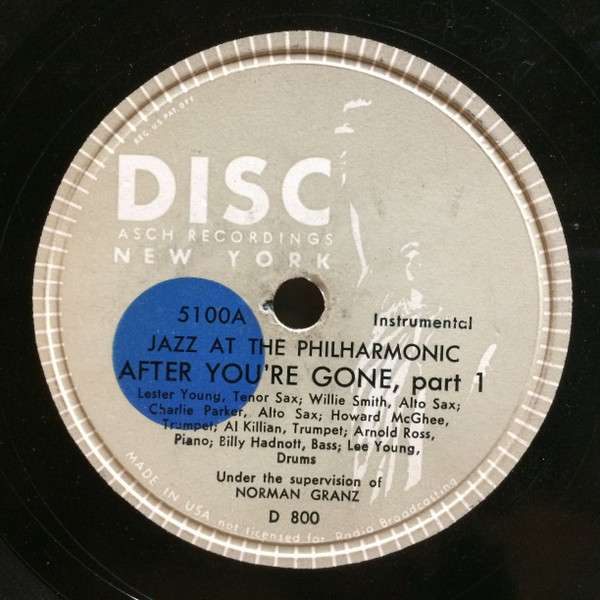 REG. U.S. PAT. OFF.
DISC
ASCH RECORDINGS
NEW YORK
5100A Instrumental
JAZZ AT THE PHILHARMONIC
AFTER YOU'RE GONE, part 1
Lester Young, Tenor Sax; Willie Smith, Alto Sax;
Charlie Parker, Alto Sax; Howard McGhee,
Trumpet; Al Killian, Trumpet; Arnold Ross,
Piano; Billy Hadnott, Bass; Lee Young,
Drums
Under the supervision of
NORMAN GRANZ
D 800
MADE IN USA not licensed for Radio Broadcasting